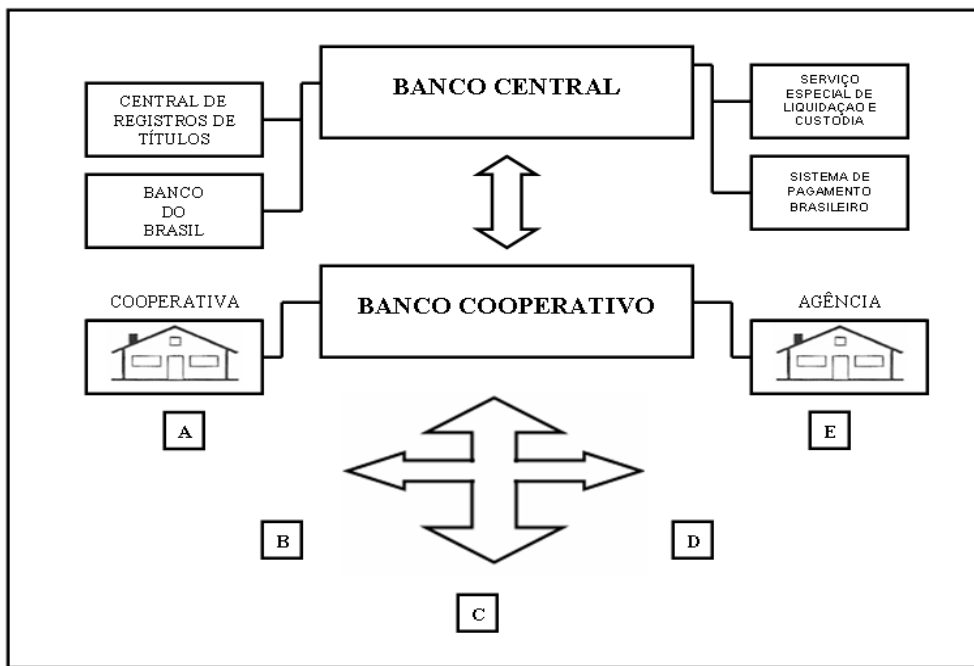 BANCO CENTRAL
CENTRAL DE
REGISTROS DE
TÍTULOS
BANCO
DO
BRASIL
SERVIÇO
ESPECIAL DE
LIQUIDAÇAO E
CUSTÓDIA
SISTEMA DE
PAGAMENTO
BRASILEIRO
COOPERATIVA
BANCO COOPERATIVO
AGÊNCIA
A
E
B
D
C